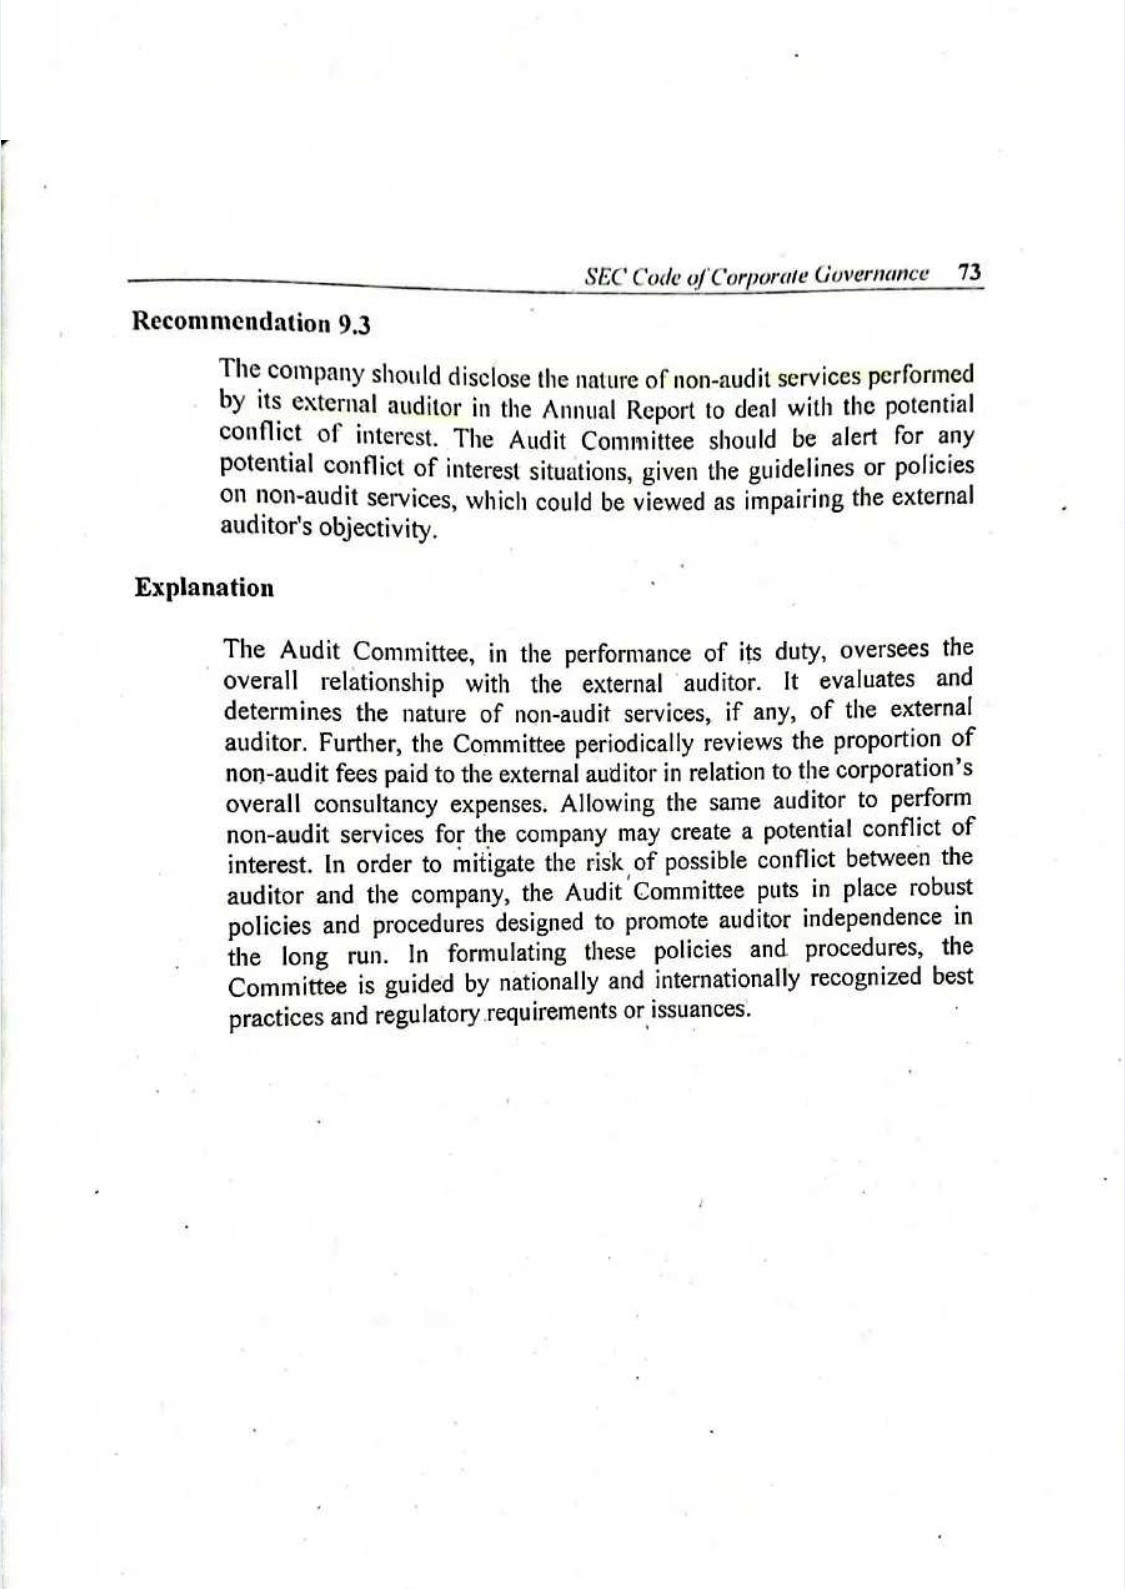 SEC Code of Corporate Governance 73
Recommendation 9.3
The company should disclose the nature of non-audit services performed
by its external auditor in the Annual Report to deal with the potential
conflict of interest. The Audit Committee should be alert for any
potential conflict of interest situations, given the guidelines or policies
on non-audit services, which could be viewed as impairing the external
auditor's objectivity.
Explanation
The Audit Committee, in the performance of its duty, oversees the
overall relationship with the external auditor. It evaluates and
determines the nature of non-audit services, if any, of the external
auditor. Further, the Committee periodically reviews the proportion of
non-audit fees paid to the external auditor in relation to the corporation's
overall consultancy expenses. Allowing the same auditor to perform
non-audit services for the company may create a potential conflict of
interest. In order to mitigate the risk of possible conflict between the
auditor and the company, the Audit Committee puts in place robust
policies and procedures designed to promote auditor independence in
the long run. In formulating these policies and procedures, the
Committee is guided by nationally and internationally recognized best
practices and regulatory requirements or issuances.